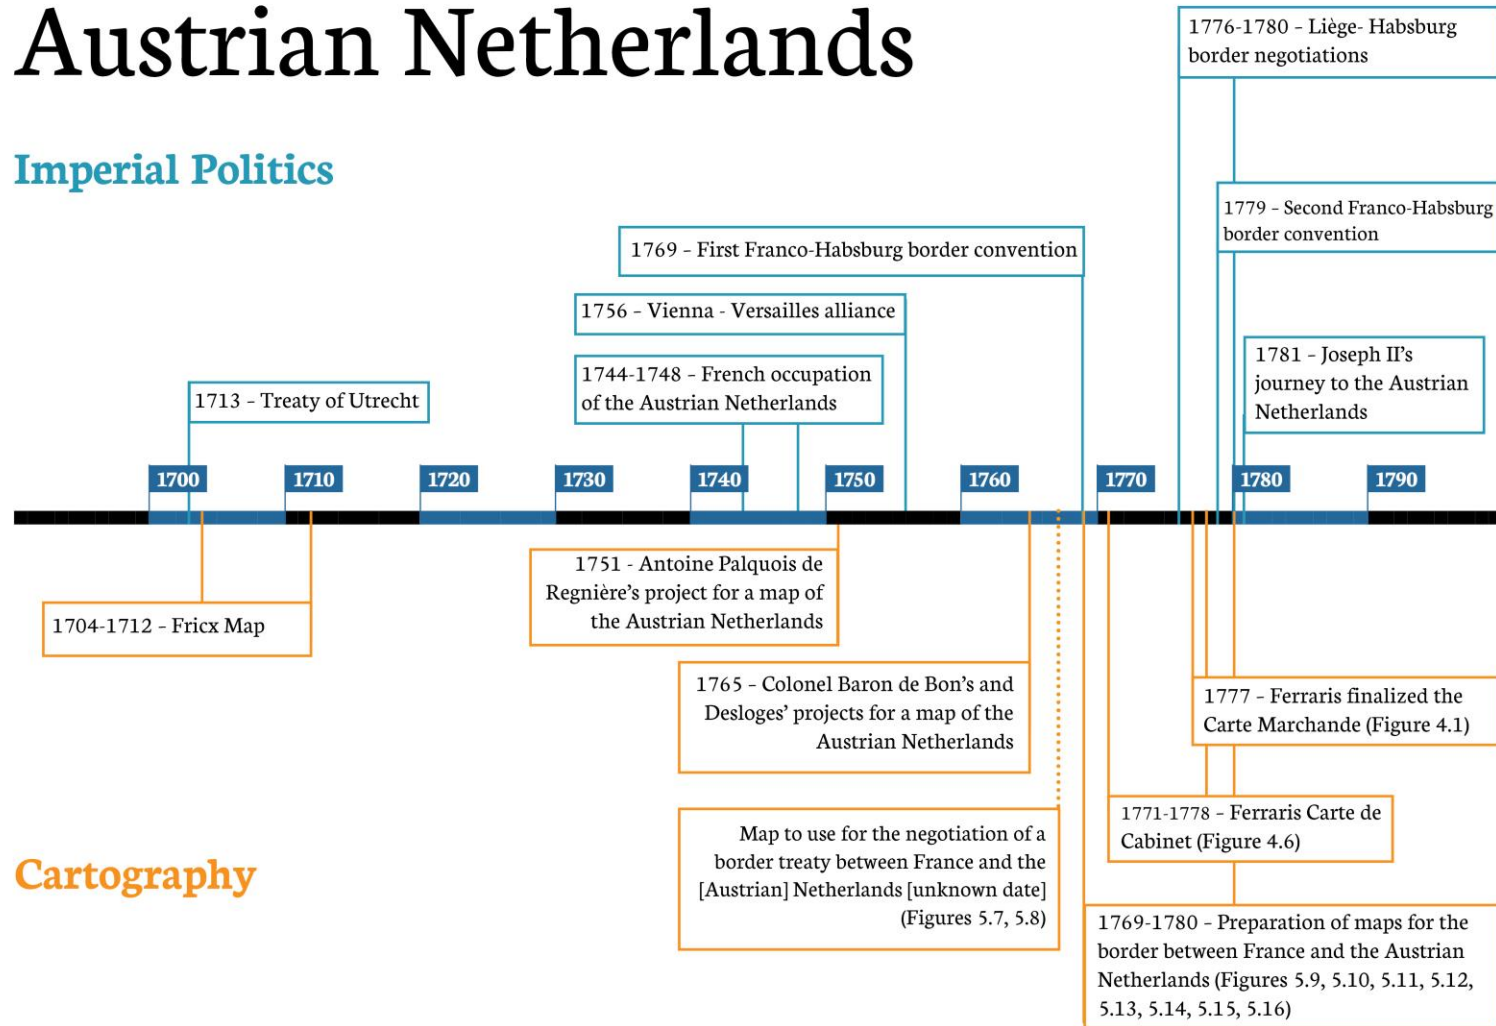 Austrian Netherlands
Imperial Politics
1776-1780 – Liège- Habsburg
border negotiations
1779 – Second Franco-Habsburg
border convention
1769 – First Franco-Habsburg border convention
1756 – Vienna - Versailles alliance
1744-1748 – French occupation
of the Austrian Netherlands
1781 – Joseph II’s
journey to the Austrian
Netherlands
1713 – Treaty of Utrecht
1700
1710
1720
1730
1740
1750
1760
1770
1780
1790
1704-1712 – Fricx Map
1751 - Antoine Palquois de
Regnière’s project for a map of
the Austrian Netherlands
1765 – Colonel Baron de Bon’s and
Desloges’ projects for a map of the
Austrian Netherlands
1777 – Ferraris finalized the
Carte Marchande (Figure 4.1)
1771-1778 – Ferraris Carte de
Cabinet (Figure 4.6)
Map to use for the negotiation of a
border treaty between France and the
[Austrian] Netherlands [unknown date]
(Figures 5.7, 5.8)
Cartography
1769-1780 – Preparation of maps for the
border between France and the Austrian
Netherlands (Figures 5.9, 5.10, 5.11, 5.12,
5.13, 5.14, 5.15, 5.16)